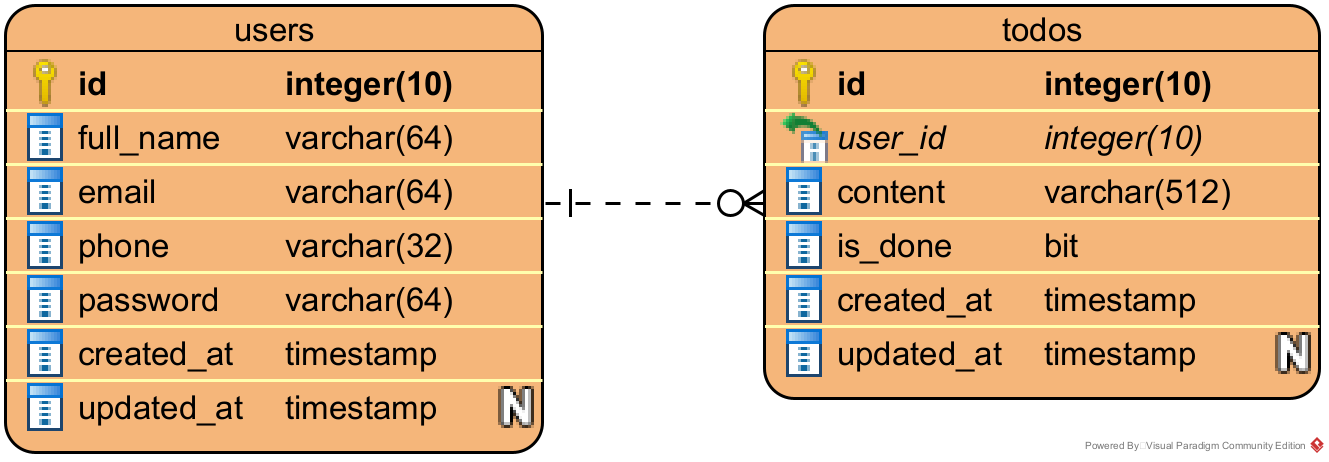 users
id integer(10)
full_name varchar(64)
email varchar(64)
phone varchar(32)
password varchar(64)
created_at timestamp
updated_at timestamp N
todos
id integer(10)
user_id integer(10)
content varchar(512)
is_done bit
created_at timestamp
updated_at timestamp N
Powered By Visual Paradigm Community Edition